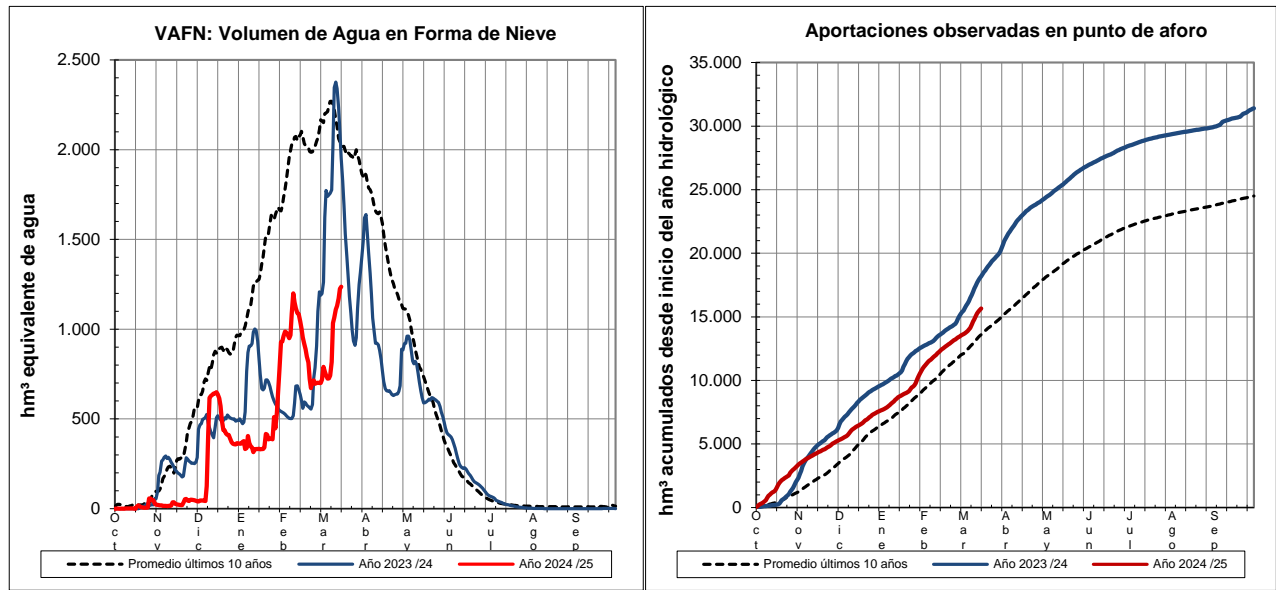 VAFN: Volumen de Agua en Forma de Nieve
hm³ equivalente de agua
2.500
2.000
1.500
1.000
500
0
Oct
Nov
Dic
Ene
Feb
Mar
Abr
May
Jun
Jul
Ago
Sep
Promedio últimos 10 años
Año 2023 /24
Año 2024 /25
Aportaciones observadas en punto de aforo
hm³ acumulados desde inicio del año hidrológico
35.000
30.000
25.000
20.000
15.000
10.000
5.000
0
Oct
Nov
Dic
Ene
Feb
Mar
Abr
May
Jun
Jul
Ago
Sep
Promedio últimos 10 años
Año 2023 /24
Año 2024 /25